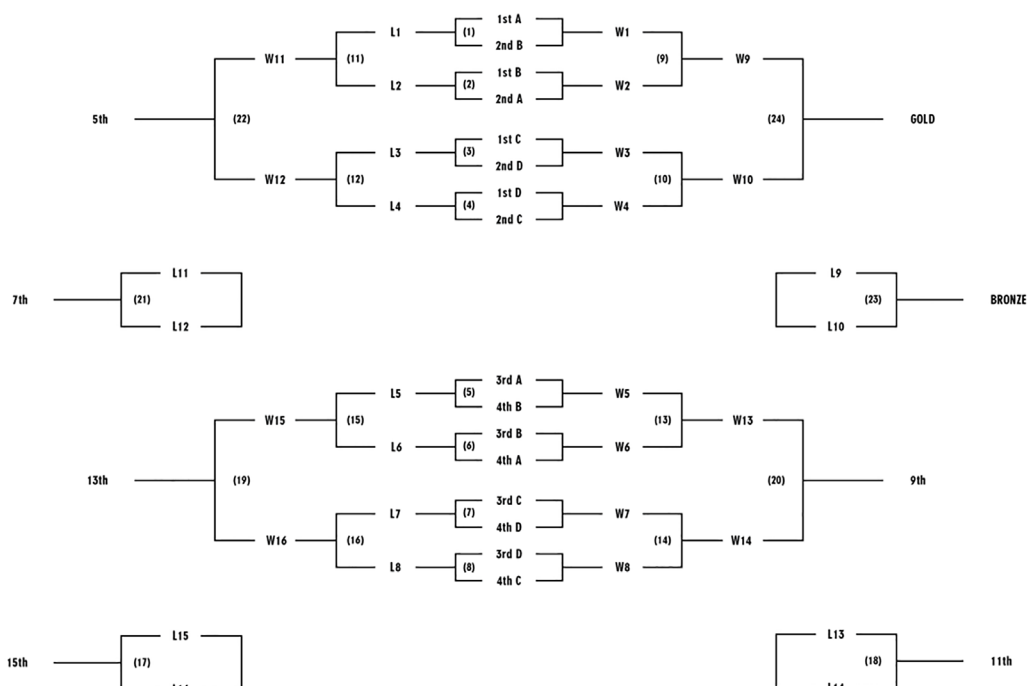 1st A
L1 (1) W1
2nd B
W11 (11) (9) W9
1st B
L2 (2) W2
2nd A
5th (22) (24) GOLD
1st C
L3 (3) W3
2nd D
W12 (12) (10) W10
1st D
L4 (4) W4
2nd C
L11 L9
7th (21) (23) BRONZE
L12 L10
3rd A
L5 (5) W5
4th B
W15 (15) (13) W13
3rd B
L6 (6) W6
4th A
13th (19) (20) 9th
3rd C
L7 (7) W7
4th D
W16 (16) (14) W14
3rd D
L8 (8) W8
4th C
L15 L13
15th (17) (18) 11th